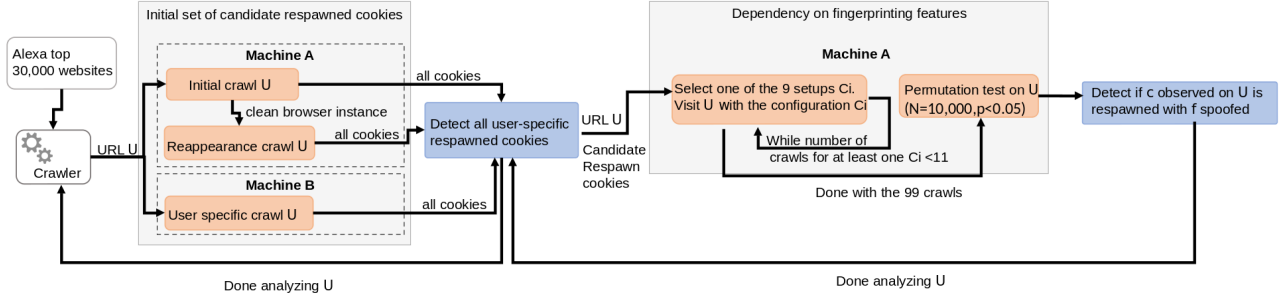 Initial set of candidate respawned cookies
Alexa top
30,000 websites
Crawler
URL U
Machine A
Initial crawl U
clean browser instance
Reappearance crawl U
Machine B
User specific crawl U
all cookies
all cookies
all cookies
Detect all user-specific
respawned cookies
Done analyzing U
URL U
Candidate
Respawn
cookies
Dependency on fingerprinting features
Machine A
Select one of the 9 setups Ci.
Visit U with the configuration Ci
While number of
crawls for at least one Ci <11
Permutation test on U
(N=10,000,p<0.05)
Done with the 99 crawls
Detect if c observed on U is
respawned with f spoofed
Done analyzing U